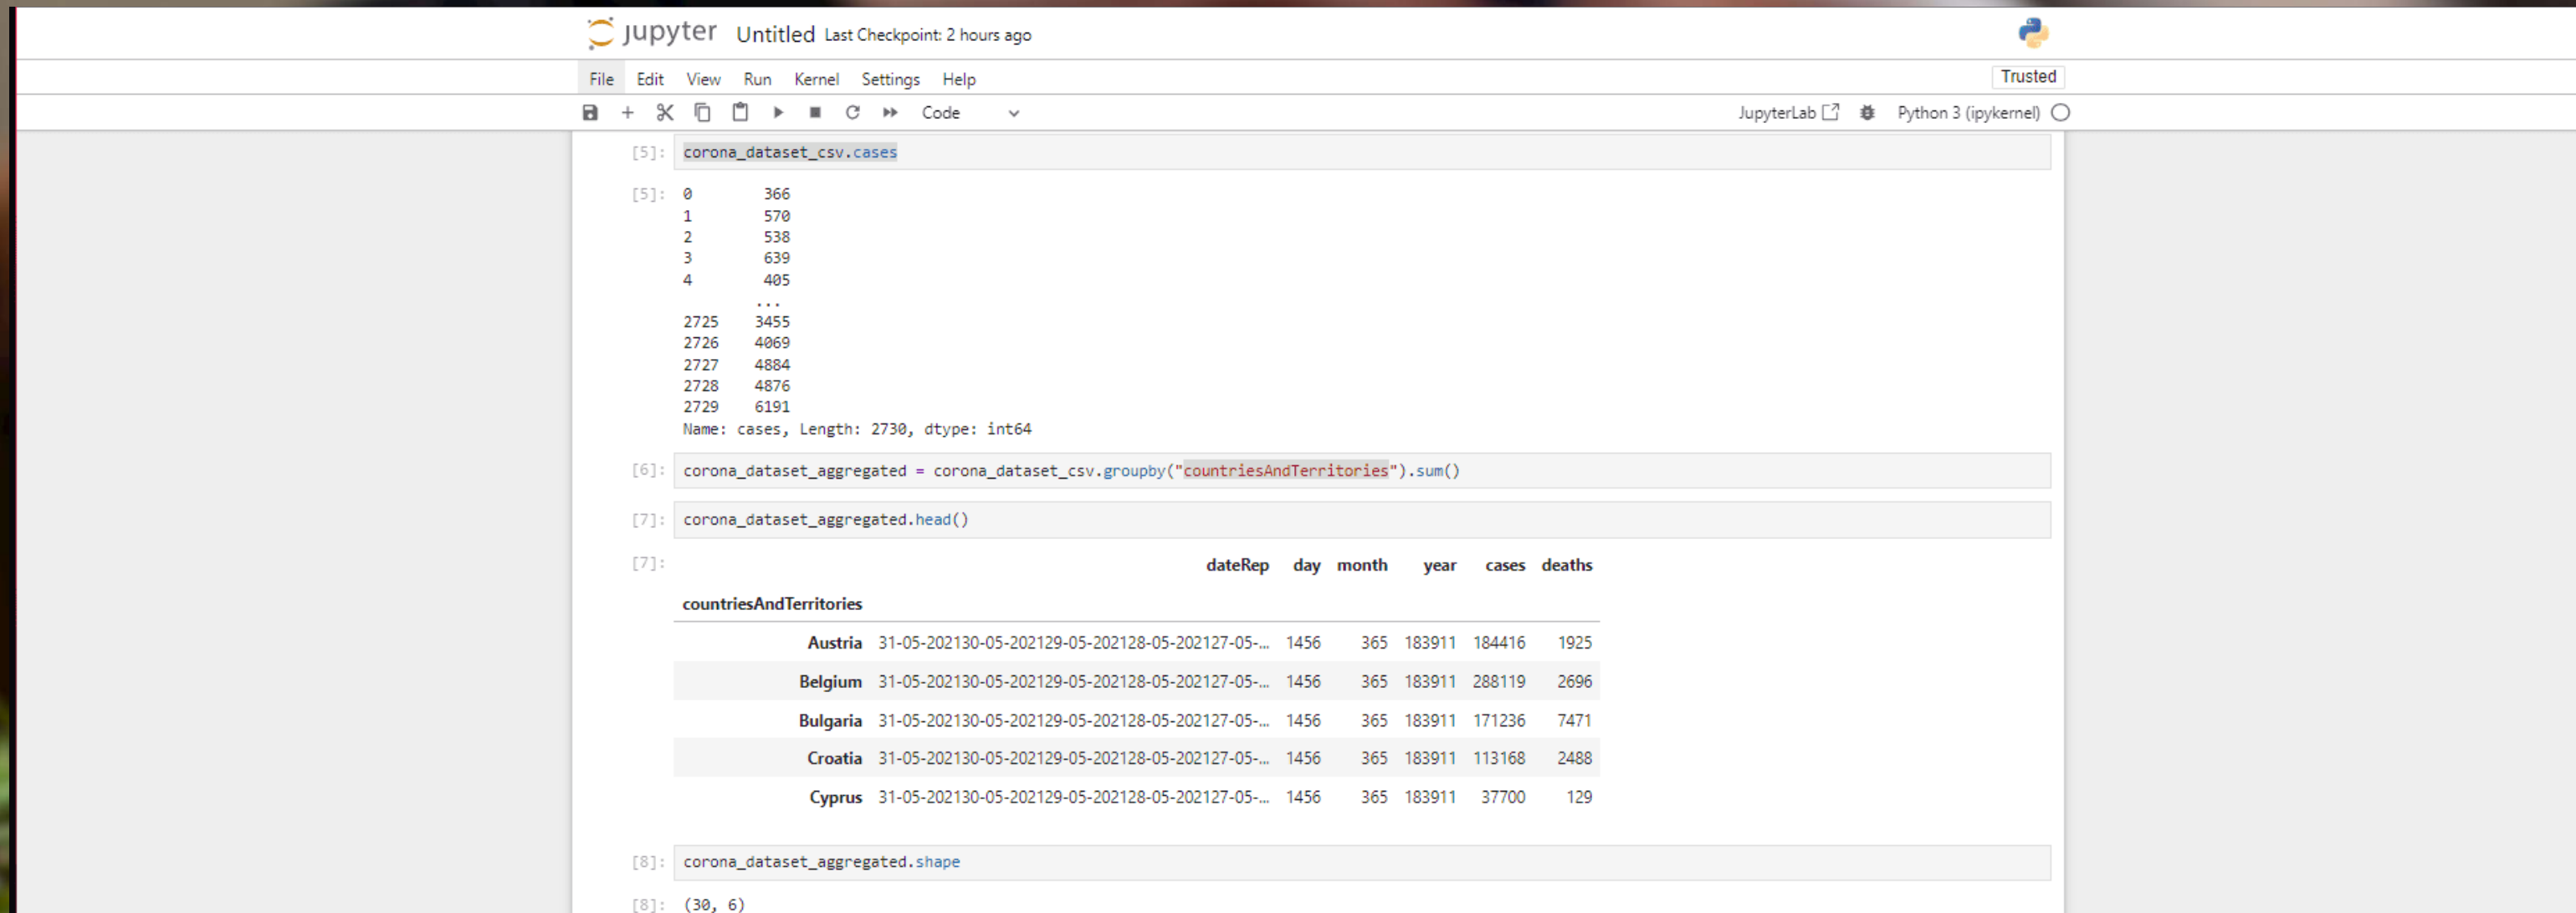 jupyter Untitled Last Checkpoint: 2 hours ago
File Edit View Run Kernel Settings Help
Trusted
Code
JupyterLab Python 3 (ipykernel)
[5]: corona_dataset_csv.cases
[5]: 0 366
1 570
2 538
3 639
4 405
...
2725 3455
2726 4069
2727 4884
2728 4876
2729 6191
Name: cases, Length: 2730, dtype: int64
[6]: corona_dataset_aggregated = corona_dataset_csv.groupby("countriesAndTerritories").sum()
[7]: corona_dataset_aggregated.head()
[7]: dateRep day month year cases deaths
countriesAndTerritories
Austria 31-05-202130-05-202129-05-202128-05-202127-05-... 1456 365 183911 184416 1925
Belgium 31-05-202130-05-202129-05-202128-05-202127-05-... 1456 365 183911 288119 2696
Bulgaria 31-05-202130-05-202129-05-202128-05-202127-05-... 1456 365 183911 171236 7471
Croatia 31-05-202130-05-202129-05-202128-05-202127-05-... 1456 365 183911 113168 2488
Cyprus 31-05-202130-05-202129-05-202128-05-202127-05-... 1456 365 183911 37700 129
[8]: corona_dataset_aggregated.shape
[8]: (30, 6)